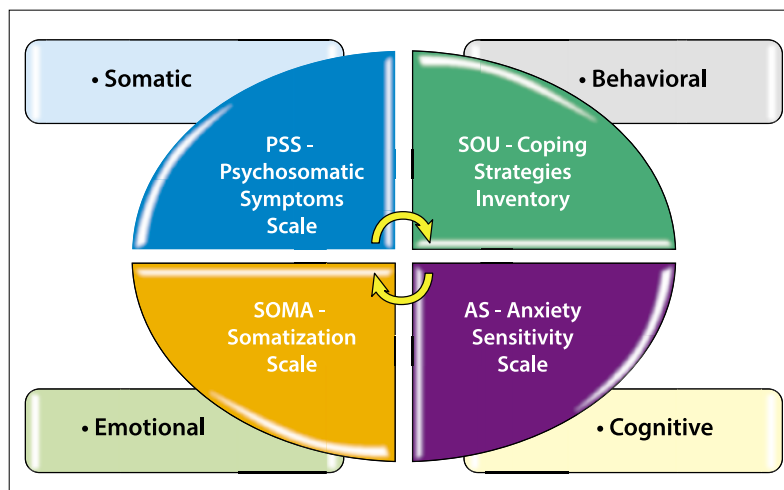 • Somatic
• Behavioral
PSS -
Psychosomatic
Symptoms
Scale
SOU - Coping
Strategies
Inventory
SOMA -
Somatization
Scale
AS - Anxiety
Sensitivity
Scale
• Emotional
• Cognitive